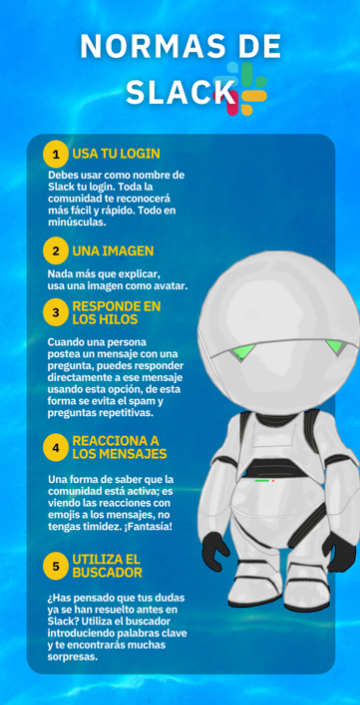 NORMAS DE
SLACK
1 USA TU LOGIN
Debes usar como nombre de
Slack tu login. Toda la
comunidad te reconocerá
más fácil y rápido. Todo en
minúsculas.
2 UNA IMAGEN
Nada más que explicar,
usa una imagen como avatar.
3 RESPONDE EN
LOS HILOS
Cuando una persona
postea un mensaje con una
pregunta, puedes responder
directamente a ese mensaje
usando esta opción, de esta
forma se evita el spam y
preguntas repetitivas.
4 REACCIONA A
LOS MENSAJES
Una forma de saber que la
comunidad está activa; es
viendo las reacciones con
emojis a los mensajes, no
tengas timidez. ¡Fantasía!
5 UTILIZA EL
BUSCADOR
¿Has pensado que tus dudas
ya se han resuelto antes en
Slack? Utiliza el buscador
introduciendo palabras clave
y te encontrarás muchas
sorpresas.